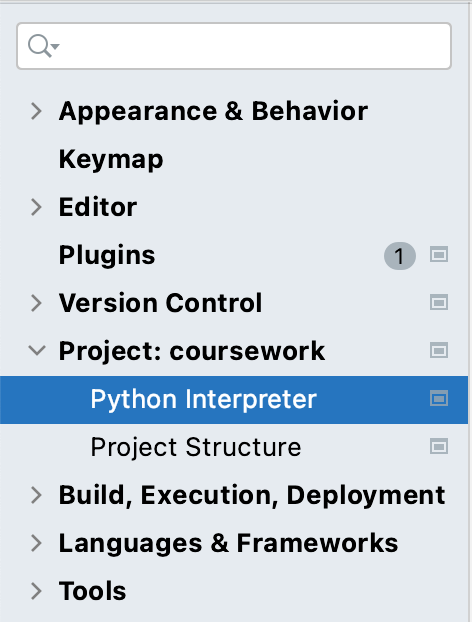 Appearance & Behavior
Keymap
Editor
Plugins 1
Version Control
Project: coursework
Python Interpreter
Project Structure
Build, Execution, Deployment
Languages & Frameworks
Tools